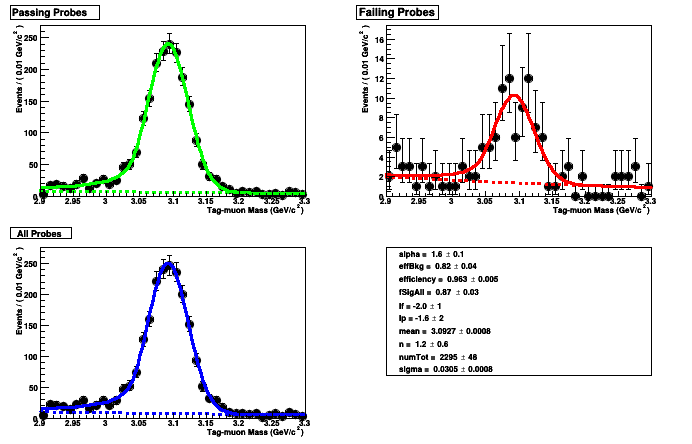 Passing Probes
Events / ( 0.01 GeV/c² )
250
200
150
100
50
0
2.9 2.95 3 3.05 3.1 3.15 3.2 3.25 3.3
Tag-muon Mass (GeV/c²)
Failing Probes
Events / ( 0.01 GeV/c² )
16
14
12
10
8
6
4
2
0
2.9 2.95 3 3.05 3.1 3.15 3.2 3.25 3.3
Tag-muon Mass (GeV/c²)
All Probes
Events / ( 0.01 GeV/c² )
250
200
150
100
50
0
2.9 2.95 3 3.05 3.1 3.15 3.2 3.25 3.3
Tag-muon Mass (GeV/c²)
alpha = 1.6 ± 0.1
effBkg = 0.82 ± 0.04
efficiency = 0.963 ± 0.005
fSigAll = 0.87 ± 0.03
lf = -2.0 ± 1
lp = -1.6 ± 2
mean = 3.0927 ± 0.0008
n = 1.2 ± 0.6
numTot = 2295 ± 48
sigma = 0.0305 ± 0.0008